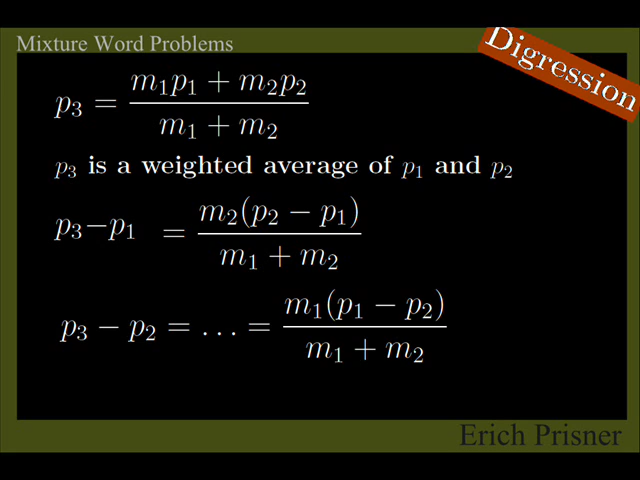 Mixture Word Problems
Digression
p₃ = (m₁p₁ + m₂p₂) / (m₁ + m₂)
p₃ is a weighted average of p₁ and p₂
p₃−p₁ = m₂(p₂ − p₁) / (m₁ + m₂)
p₃ − p₂ = … = m₁(p₁ − p₂) / (m₁ + m₂)
Erich Prisner